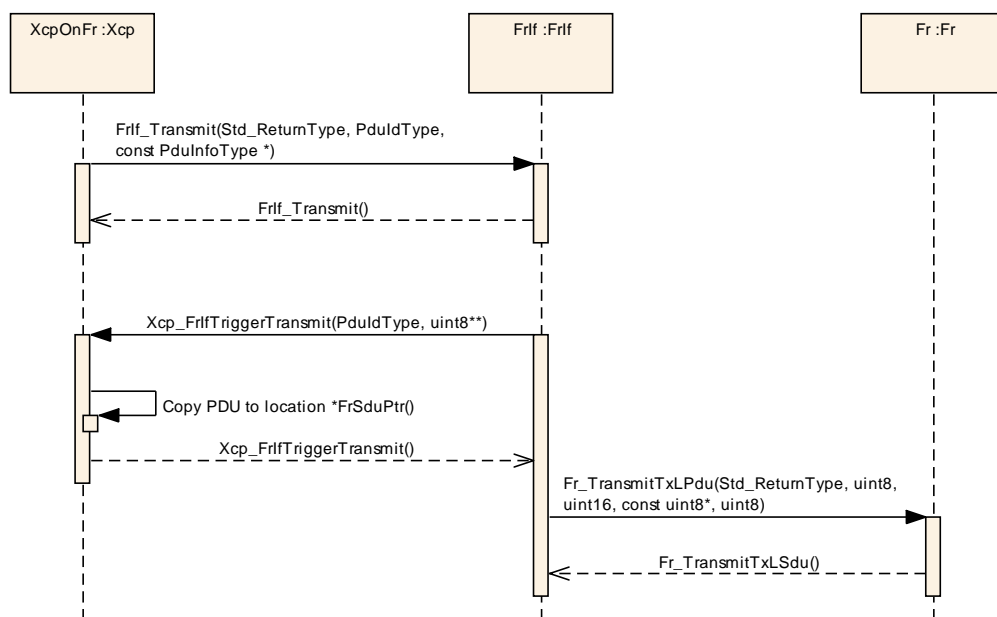 XcpOnFr :Xcp
FrIf :FrIf
Fr :Fr
FrIf_Transmit(Std_ReturnType, PduIdType,
const PduInfoType *)
FrIf_Transmit()
Xcp_FrIfTriggerTransmit(PduIdType, uint8**)
Copy PDU to location *FrSduPtr()
Xcp_FrIfTriggerTransmit()
Fr_TransmitTxLPdu(Std_ReturnType, uint8,
uint16, const uint8*, uint8)
Fr_TransmitTxLSdu()